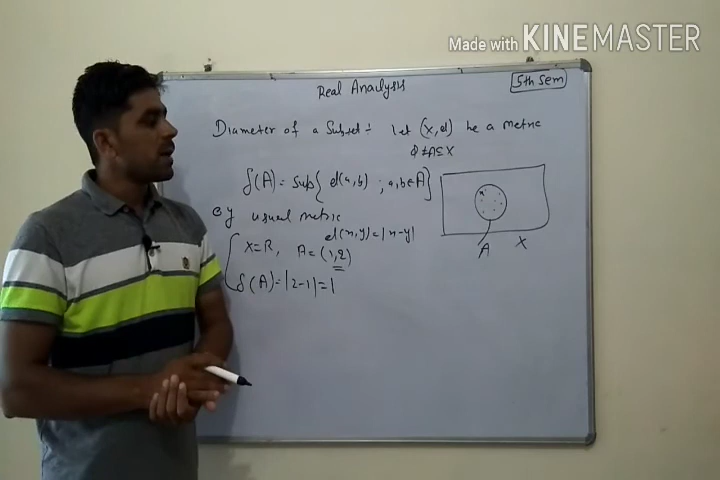 Made with KINEMASTER
Real Analysis
5th Sem
Diameter of a Subset :- Let (X, d) be a Metric
Φ ≠ A ⊆ X
δ(A) = Sup{ d(a,b) ; a,b ∈ A}
by usual metric
d(x,y) = |x-y|
X = R, A = (1,2)
δ(A) = |2-1| = 1
A X